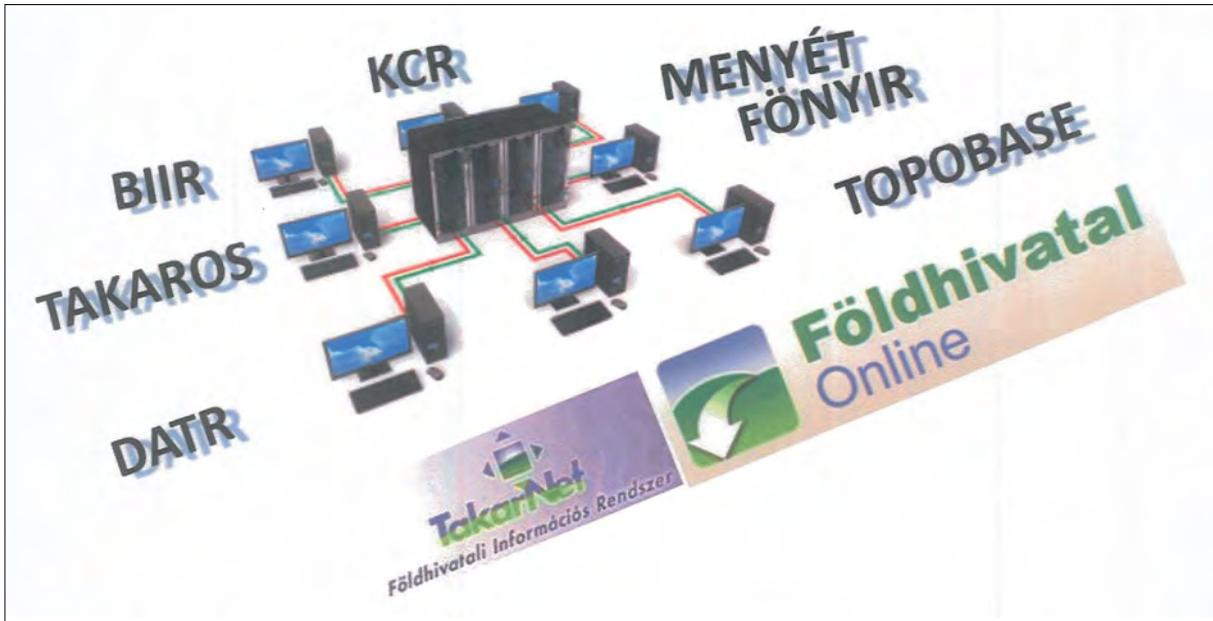 KCR
MENYÉT
FÖNYIR
BIIR
TOPOBASE
TAKAROS
DATR
Földhivatal
Online
TakarNet
Földhivatali Információs Rendszer